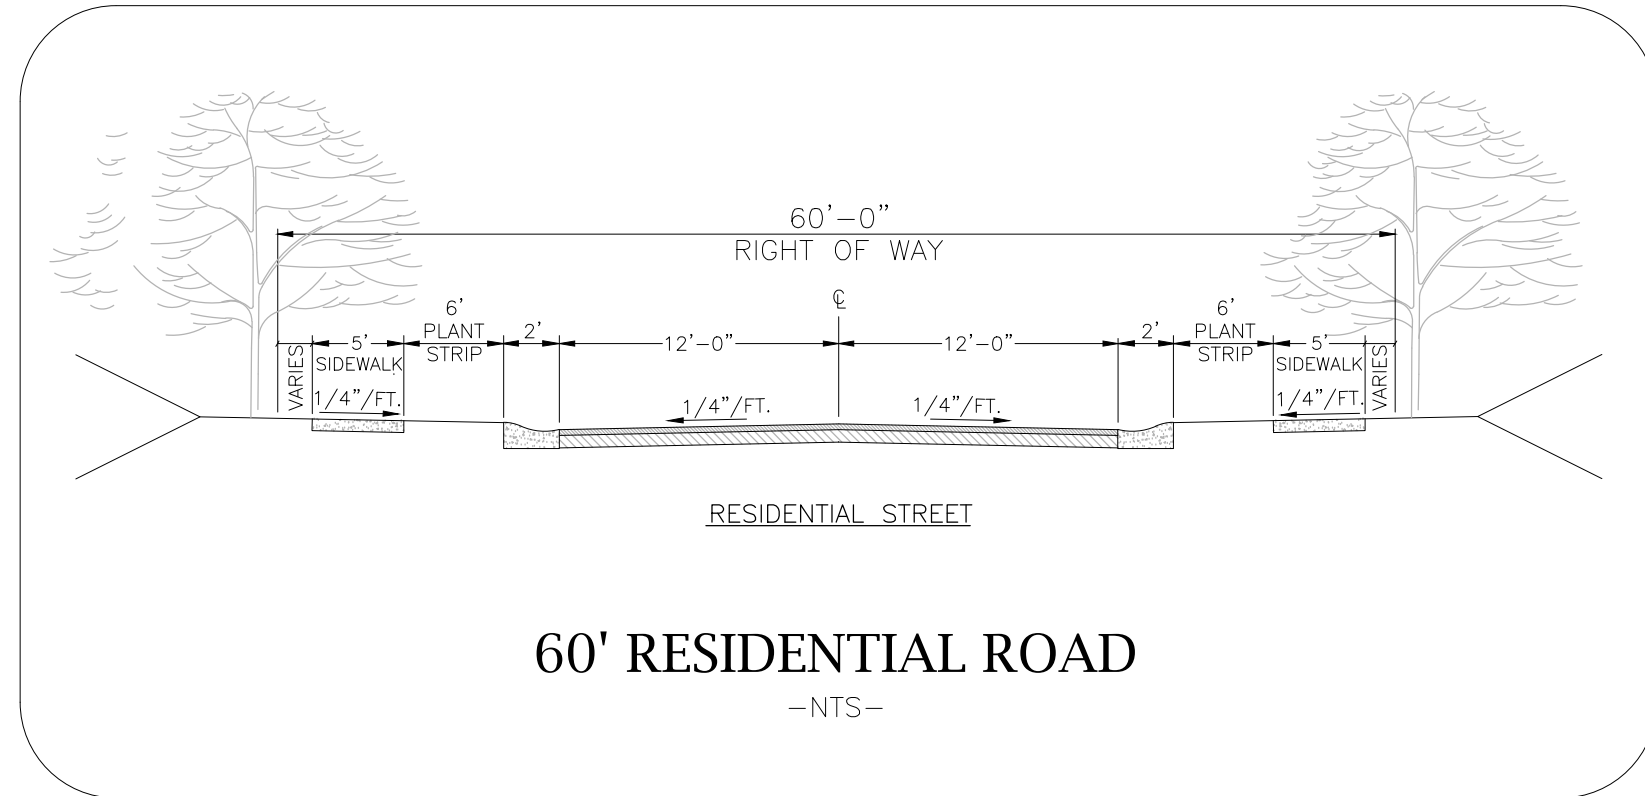 60'-0"
RIGHT OF WAY
℄
VARIES
5'
SIDEWALK
1/4"/FT.
6'
PLANT
STRIP
2'
12'-0"
1/4"/FT.
12'-0"
1/4"/FT.
2'
6'
PLANT
STRIP
5'
SIDEWALK
1/4"/FT.
VARIES
RESIDENTIAL STREET
60' RESIDENTIAL ROAD
-NTS-